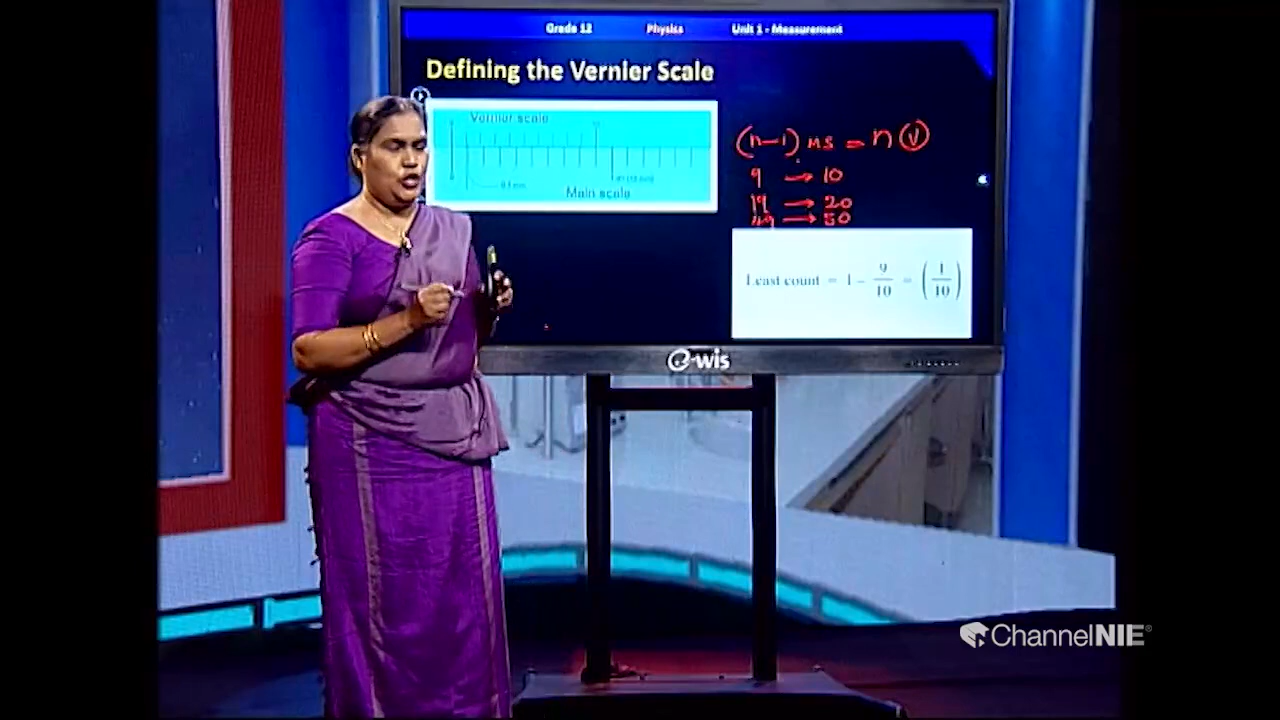 Grade 12 Physics Unit 1 - Measurement
Defining the Vernier Scale
Vernier scale
Main scale
(n-1) MS = n V
9 → 10
19 → 20
49 → 50
Least count = 1 - 9/10 = (1/10)
e-wis
ChannelNIE